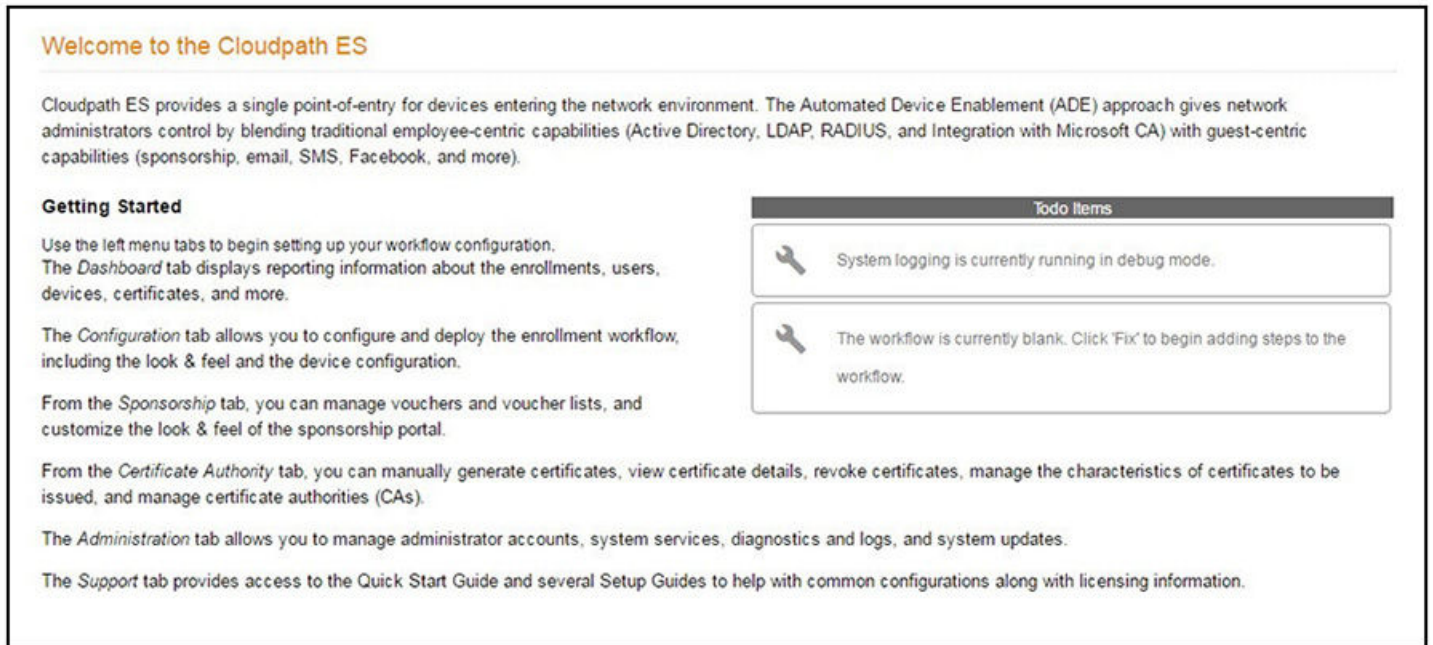 Welcome to the Cloudpath ES
Cloudpath ES provides a single point-of-entry for devices entering the network environment. The Automated Device Enablement (ADE) approach gives network
administrators control by blending traditional employee-centric capabilities (Active Directory, LDAP, RADIUS, and Integration with Microsoft CA) with guest-centric
capabilities (sponsorship, email, SMS, Facebook, and more).
Getting Started
Use the left menu tabs to begin setting up your workflow configuration.
The Dashboard tab displays reporting information about the enrollments, users,
devices, certificates, and more.
The Configuration tab allows you to configure and deploy the enrollment workflow,
including the look & feel and the device configuration.
From the Sponsorship tab, you can manage vouchers and voucher lists, and
customize the look & feel of the sponsorship portal.
Todo Items
System logging is currently running in debug mode.
The workflow is currently blank. Click 'Fix' to begin adding steps to the
workflow.
From the Certificate Authority tab, you can manually generate certificates, view certificate details, revoke certificates, manage the characteristics of certificates to be
issued, and manage certificate authorities (CAs).
The Administration tab allows you to manage administrator accounts, system services, diagnostics and logs, and system updates.
The Support tab provides access to the Quick Start Guide and several Setup Guides to help with common configurations along with licensing information.